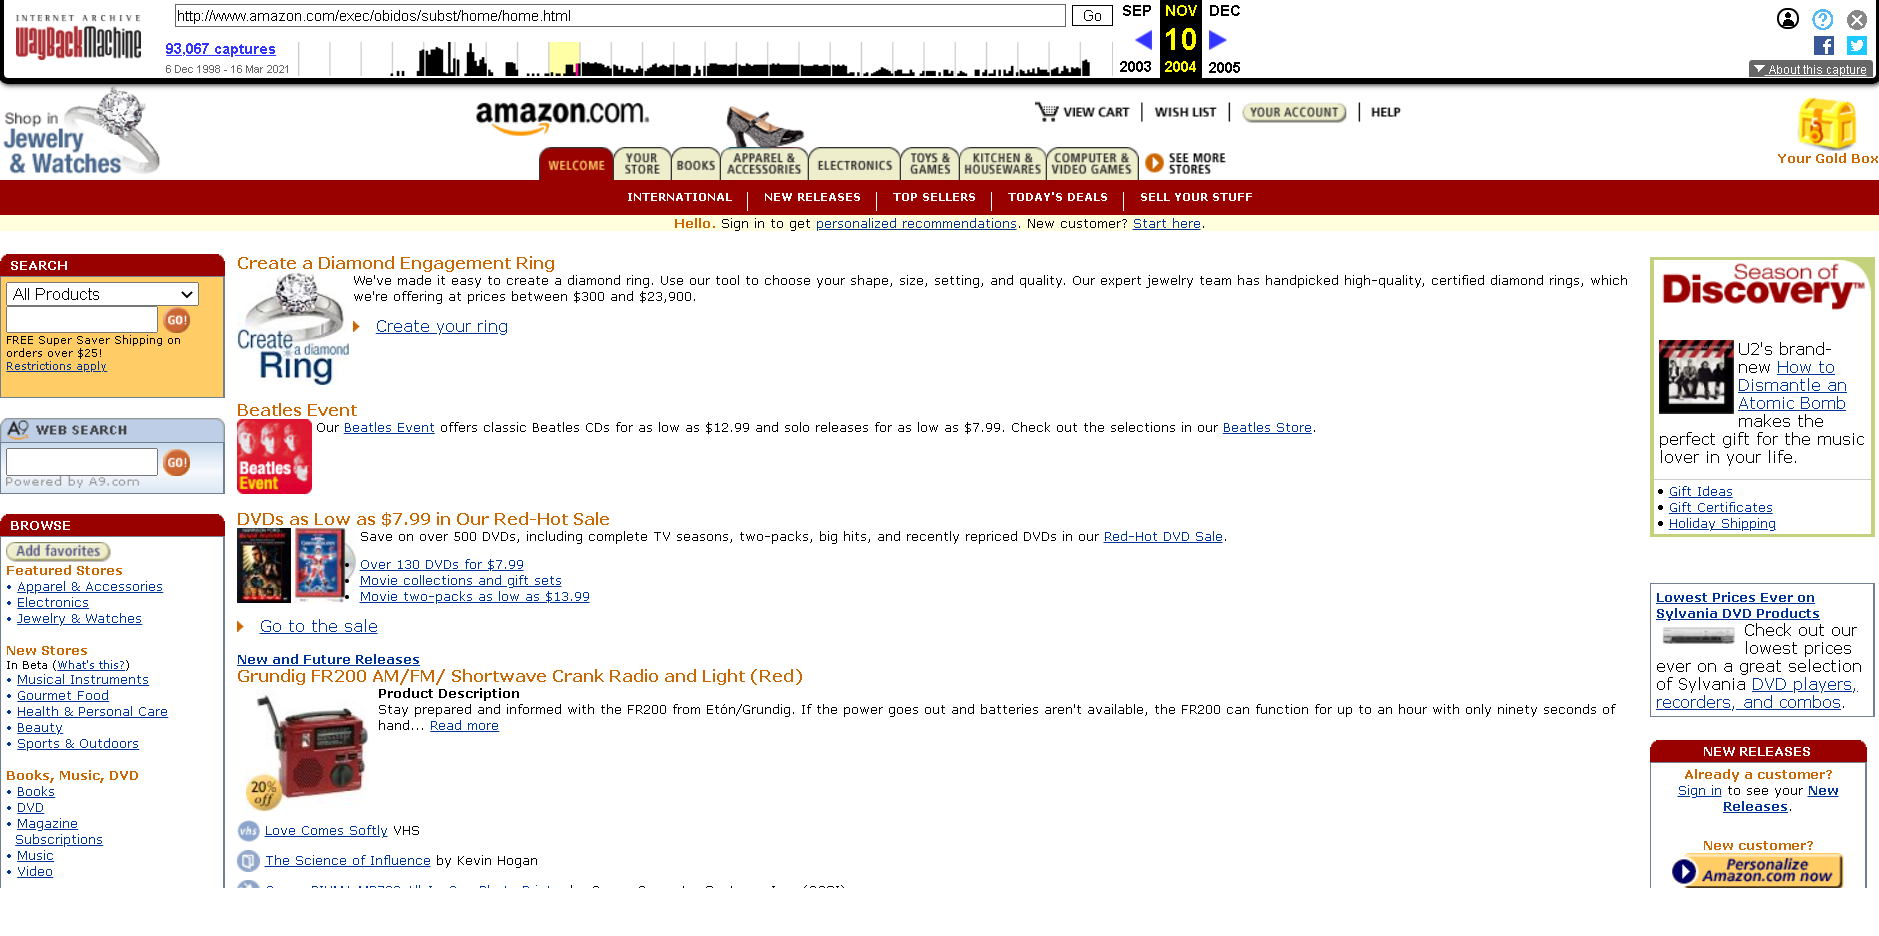 INTERNET ARCHIVE
WayBackMachine
http://www.amazon.com/exec/obidos/subst/home/home.html
Go
93,067 captures
6 Dec 1998 - 16 Mar 2021
SEP NOV DEC
10
2003 2004 2005
About this capture
Shop in
Jewelry
& Watches
amazon.com.
VIEW CART
WISH LIST
YOUR ACCOUNT
HELP
Your Gold Box
WELCOME
YOUR STORE
BOOKS
APPAREL & ACCESSORIES
ELECTRONICS
TOYS & GAMES
KITCHEN & HOUSEWARES
COMPUTER & VIDEO GAMES
SEE MORE STORES
INTERNATIONAL | NEW RELEASES | TOP SELLERS | TODAY'S DEALS | SELL YOUR STUFF
Hello. Sign in to get personalized recommendations. New customer? Start here.
SEARCH
All Products
GO!
FREE Super Saver Shipping on
orders over $25!
Restrictions apply
A9 WEB SEARCH
GO!
Powered by A9.com
BROWSE
Add favorites
Featured Stores
• Apparel & Accessories
• Electronics
• Jewelry & Watches
New Stores
In Beta (What's this?)
• Musical Instruments
• Gourmet Food
• Health & Personal Care
• Beauty
• Sports & Outdoors
Books, Music, DVD
• Books
• DVD
• Magazine
Subscriptions
• Music
• Video
Create a Diamond Engagement Ring
Create
a diamond
Ring
We've made it easy to create a diamond ring. Use our tool to choose your shape, size, setting, and quality. Our expert jewelry team has handpicked high-quality, certified diamond rings, which
we're offering at prices between $300 and $23,900.
Create your ring
Beatles Event
Beatles
Event
Our Beatles Event offers classic Beatles CDs for as low as $12.99 and solo releases for as low as $7.99. Check out the selections in our Beatles Store.
DVDs as Low as $7.99 in Our Red-Hot Sale
Save on over 500 DVDs, including complete TV seasons, two-packs, big hits, and recently repriced DVDs in our Red-Hot DVD Sale.
• Over 130 DVDs for $7.99
• Movie collections and gift sets
• Movie two-packs as low as $13.99
Go to the sale
New and Future Releases
Grundig FR200 AM/FM/ Shortwave Crank Radio and Light (Red)
20%
off
Product Description
Stay prepared and informed with the FR200 from Etón/Grundig. If the power goes out and batteries aren't available, the FR200 can function for up to an hour with only ninety seconds of
hand... Read more
vhs Love Comes Softly VHS
The Science of Influence by Kevin Hogan
Season of
Discovery™
U2's brand-
new How to
Dismantle an
Atomic Bomb
makes the
perfect gift for the music
lover in your life.
• Gift Ideas
• Gift Certificates
• Holiday Shipping
Lowest Prices Ever on
Sylvania DVD Products
Check out our
lowest prices
ever on a great selection
of Sylvania DVD players,
recorders, and combos.
NEW RELEASES
Already a customer?
Sign in to see your New
Releases.
New customer?
Personalize
Amazon.com now